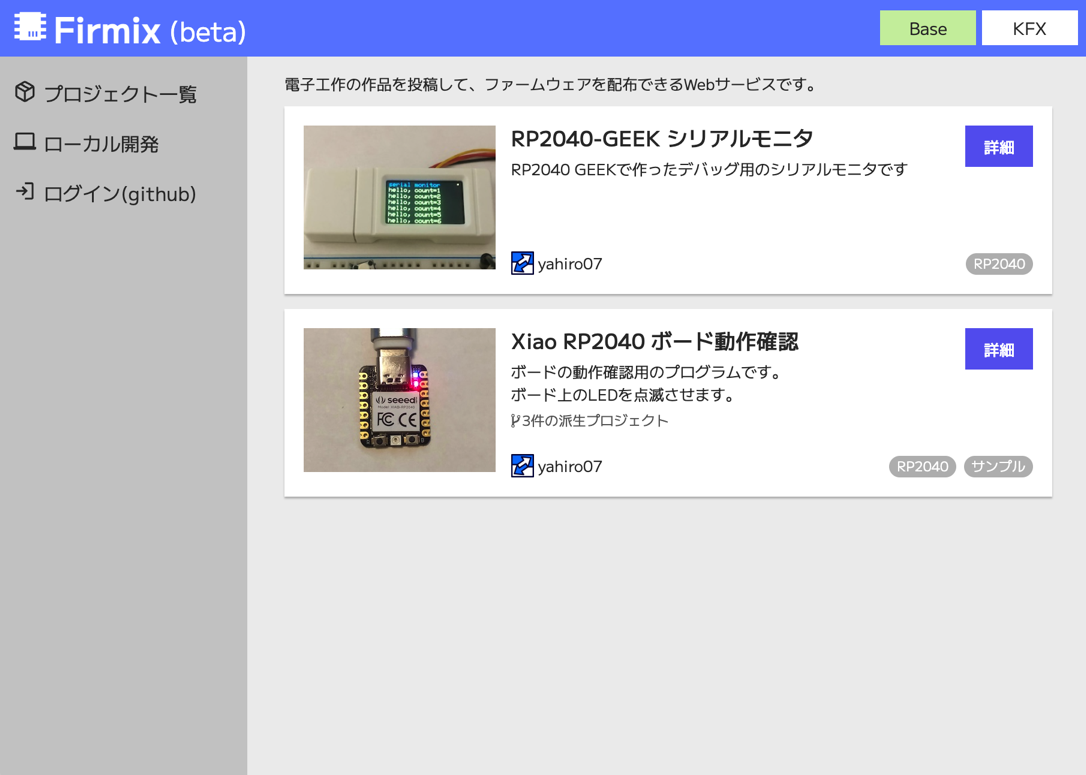 Firmix (beta)
Base
KFX
プロジェクト一覧
ローカル開発
ログイン(github)
電子工作の作品を投稿して、ファームウェアを配布できるWebサービスです。
serial monitor
hello, count=1
hello, count=2
hello, count=3
hello, count=4
hello, count=5
hello, count=6
RP2040-GEEK シリアルモニタ
詳細
RP2040 GEEKで作ったデバッグ用のシリアルモニタです
yahiro07
RP2040
seeed
FC CE
Xiao RP2040 ボード動作確認
詳細
ボードの動作確認用のプログラムです。
ボード上のLEDを点滅させます。
3件の派生プロジェクト
yahiro07
RP2040
サンプル